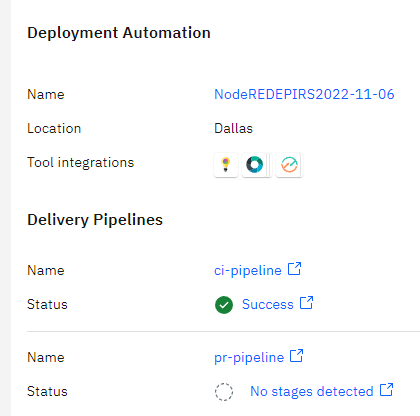 Deployment Automation
Name NodeREDEPIRS2022-11-06
Location Dallas
Tool integrations
Delivery Pipelines
Name ci-pipeline
Status Success
Name pr-pipeline
Status No stages detected